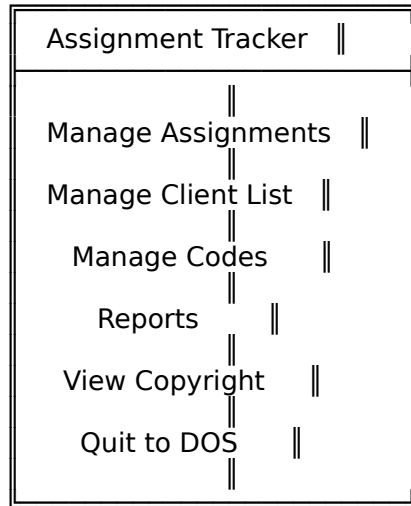 Assignment Tracker
Manage Assignments
Manage Client List
Manage Codes
Reports
View Copyright
Quit to DOS